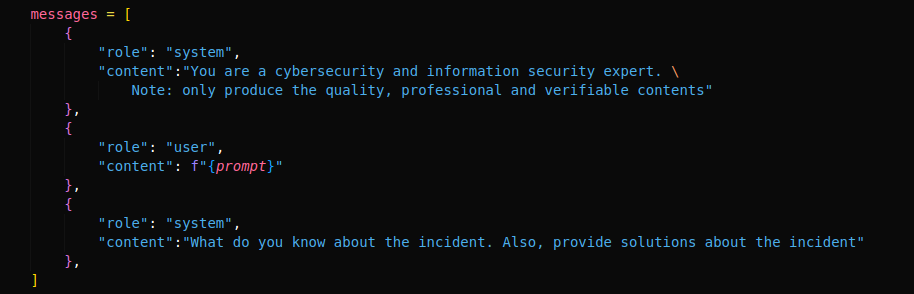 messages = [
{
"role": "system",
"content":"You are a cybersecurity and information security expert. \
Note: only produce the quality, professional and verifiable contents"
},
{
"role": "user",
"content": f"{prompt}"
},
{
"role": "system",
"content":"What do you know about the incident. Also, provide solutions about the incident"
},
]